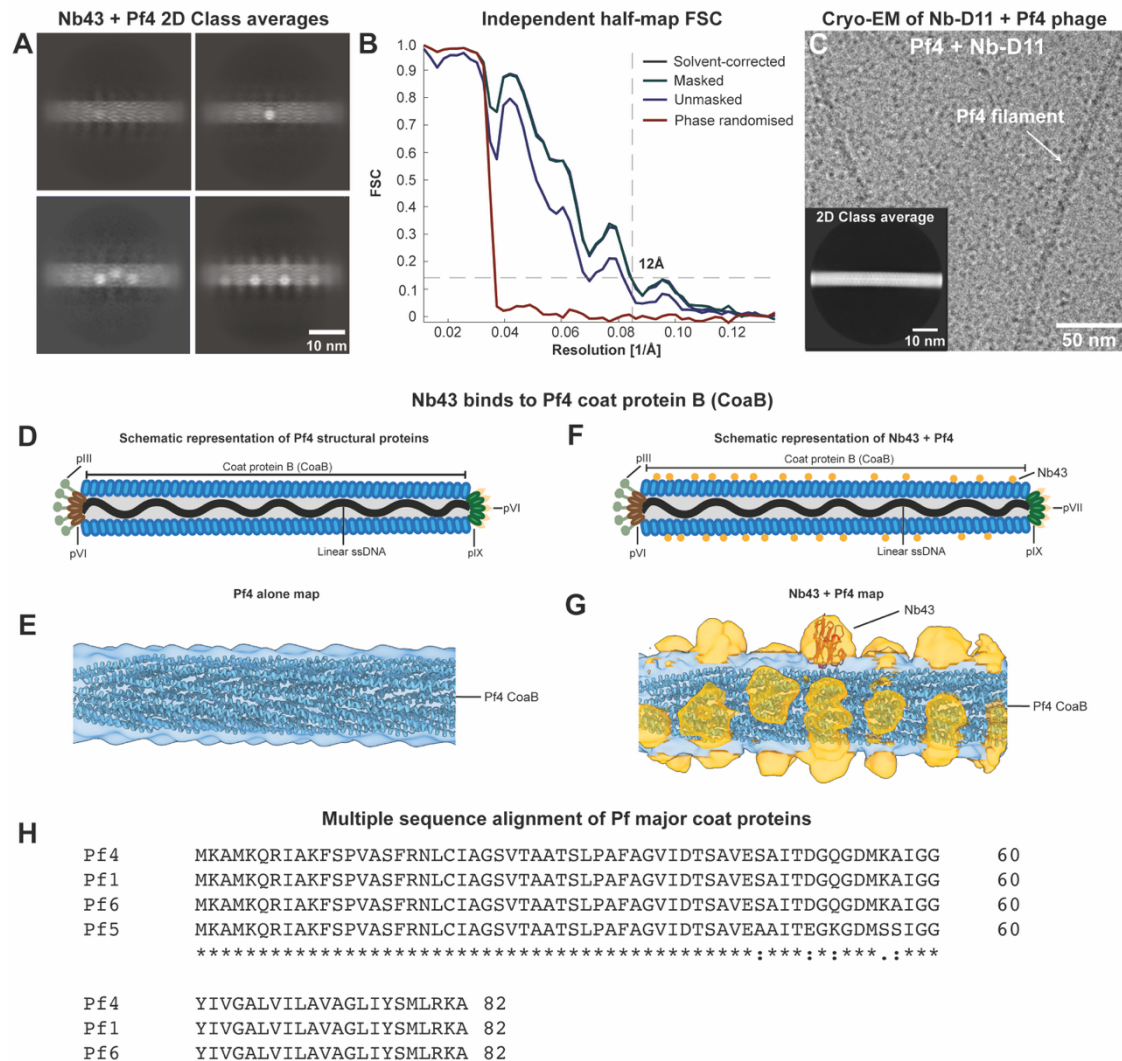 Nb43 + Pf4 2D Class averages
A
10 nm
Independent half-map FSC
B
1.0
0.9
0.8
0.7
0.6
0.5
0.4
0.3
0.2
0.1
0
FSC
Solvent-corrected
Masked
Unmasked
Phase randomised
12Å
0.02
0.04
0.06
0.08
0.10
0.12
Resolution [1/Å]
Cryo-EM of Nb-D11 + Pf4 phage
C
Pf4 + Nb-D11
Pf4 filament
2D Class average
10 nm
50 nm
Nb43 binds to Pf4 coat protein B (CoaB)
D
Schematic representation of Pf4 structural proteins
pIII
Coat protein B (CoaB)
pVI
pVI
Linear ssDNA
pIX
F
Schematic representation of Nb43 + Pf4
Coat protein B (CoaB)
Nb43
pVII
pVI
Linear ssDNA
pIX
Pf4 alone map
E
Pf4 CoaB
Nb43 + Pf4 map
G
Nb43
Pf4 CoaB
H
Multiple sequence alignment of Pf major coat proteins
Pf4 MKAMKQRIAKFSPVASFRNLCIAGSVTAATSLPAFAGVIDTSAVESAITDGQGDMKAIGG 60
Pf1 MKAMKQRIAKFSPVASFRNLCIAGSVTAATSLPAFAGVIDTSAVESAITDGQGDMKAIGG 60
Pf6 MKAMKQRIAKFSPVASFRNLCIAGSVTAATSLPAFAGVIDTSAVESAITDGQGDMKAIGG 60
Pf5 MKAMKQRIAKFSPVASFRNLCIAGSVTAATSLPAFAGVIDTSAVEAAITEGKGDMSSIGG 60
*********************************************:***:*:***.:***
Pf4 YIVGALVILAVAGLIYSMLRKA 82
Pf1 YIVGALVILAVAGLIYSMLRKA 82
Pf6 YIVGALVILAVAGLIYSMLRKA 82